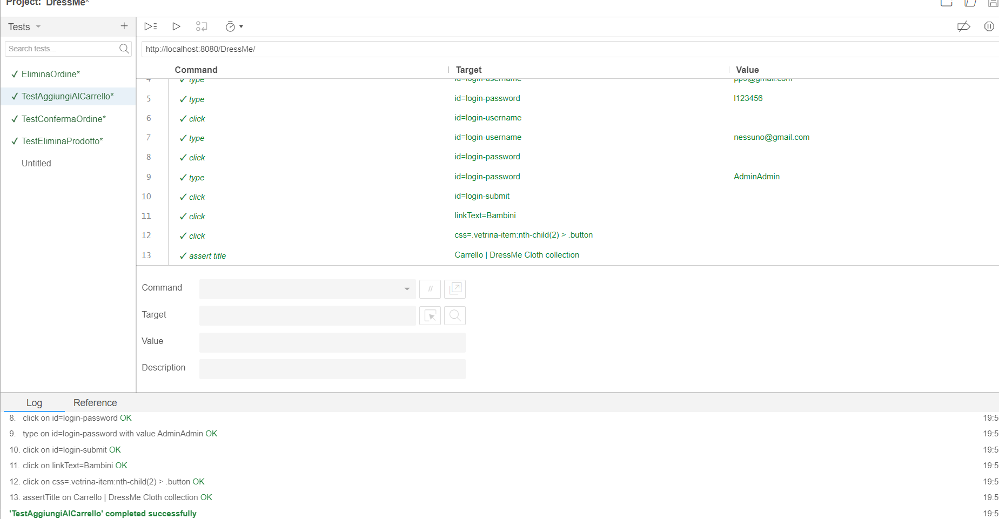 Project: DressMe*
Tests
+
Search tests...
✓ EliminaOrdine*
✓ TestAggiungiAlCarrello*
✓ TestConfermaOrdine*
✓ TestEliminaProdotto*
Untitled
http://localhost:8080/DressMe/
Command Target Value
4 ✓ type id=login-username pp9@gmail.com
5 ✓ type id=login-password l123456
6 ✓ click id=login-username
7 ✓ type id=login-username nessuno@gmail.com
8 ✓ click id=login-password
9 ✓ type id=login-password AdminAdmin
10 ✓ click id=login-submit
11 ✓ click linkText=Bambini
12 ✓ click css=.vetrina-item:nth-child(2) > .button
13 ✓ assert title Carrello | DressMe Cloth collection
Command //
Target
Value
Description
Log Reference
8. click on id=login-password OK 19:5
9. type on id=login-password with value AdminAdmin OK 19:5
10. click on id=login-submit OK 19:5
11. click on linkText=Bambini OK 19:5
12. click on css=.vetrina-item:nth-child(2) > .button OK 19:5
13. assertTitle on Carrello | DressMe Cloth collection OK 19:5
'TestAggiungiAlCarrello' completed successfully 19:5